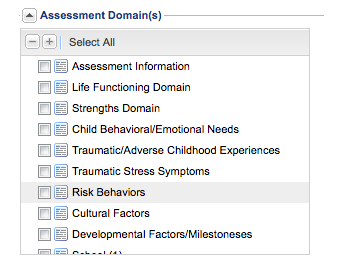 Assessment Domain(s)
Select All
Assessment Information
Life Functioning Domain
Strengths Domain
Child Behavioral/Emotional Needs
Traumatic/Adverse Childhood Experiences
Traumatic Stress Symptoms
Risk Behaviors
Cultural Factors
Developmental Factors/Milestoneses
School (1)